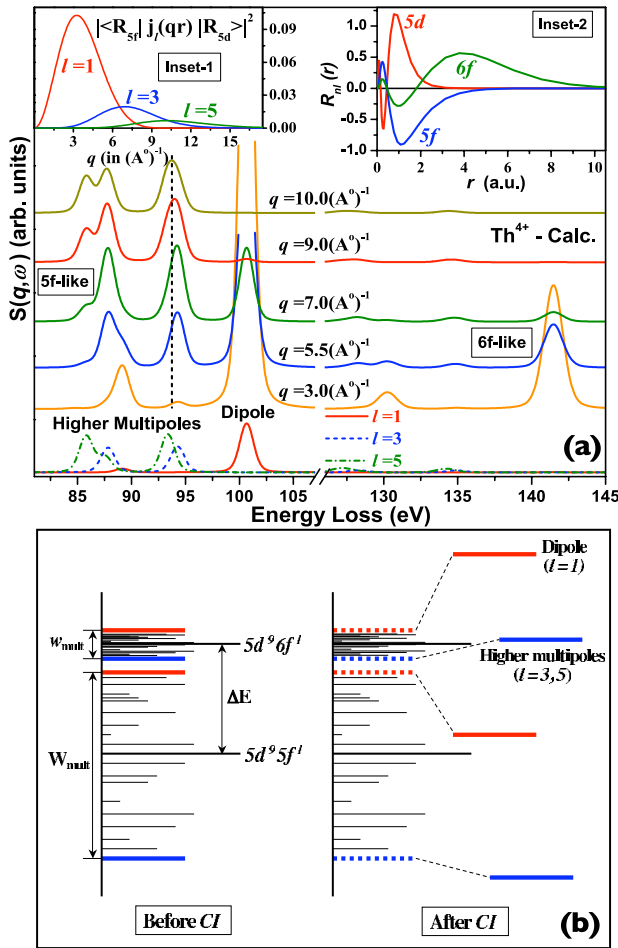 |<R5f| jl(qr) |R5d>|²
Inset-1
l=1
l=3
l=5
0.09
0.06
0.03
0.00
3 6 9 12 15
q (in (A°)⁻¹)
Inset-2
5d
6f
5f
Rnl (r)
1.0
0.5
0.0
-0.5
-1.0
0 2 4 6 8 10
r (a.u.)
S(q,ω) (arb. units)
q=10.0(A°)⁻¹
q=9.0(A°)⁻¹
Th⁴⁺ - Calc.
5f-like
q=7.0(A°)⁻¹
6f-like
q=5.5(A°)⁻¹
q=3.0(A°)⁻¹
Higher Multipoles
Dipole
l=1
l=3
l=5
(a)
85 90 95 100 105 130 135 140 145
Energy Loss (eV)
Dipole
(l=1)
wmult
5d⁹6f¹
Higher multipoles
(l=3,5)
ΔE
Wmult
5d⁹5f¹
Before CI
After CI
(b)